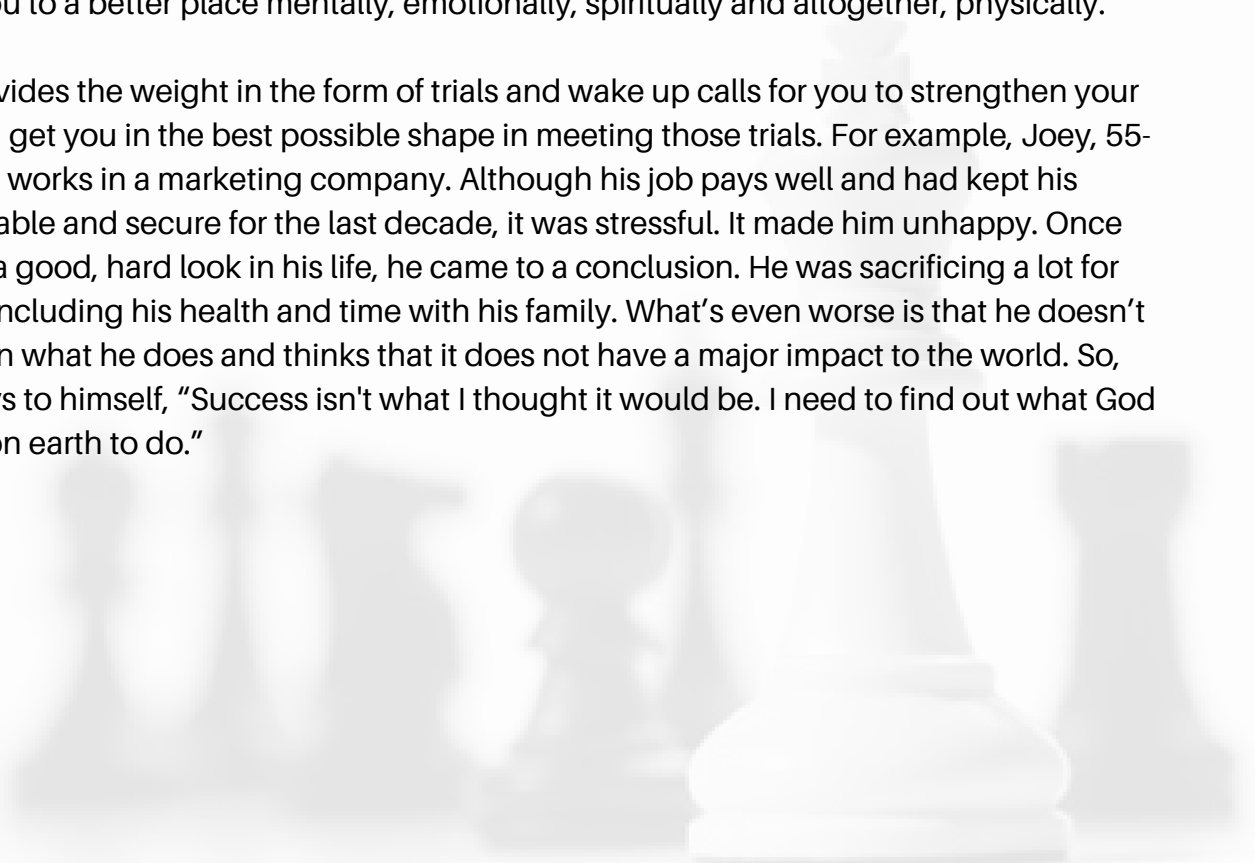 to a better place mentally, emotionally, spiritually and altogether, physically.
the weight in the form of trials and wake up calls for you to strengthen your
get you in the best possible shape in meeting those trials. For example, Joey, 55-
works in a marketing company. Although his job pays well and had kept his
and secure for the last decade, it was stressful. It made him unhappy. Once
a good, hard look in his life, he came to a conclusion. He was sacrificing a lot for
including his health and time with his family. What’s even worse is that he doesn’t
what he does and thinks that it does not have a major impact to the world. So,
to himself, “Success isn't what I thought it would be. I need to find out what God
on earth to do.”